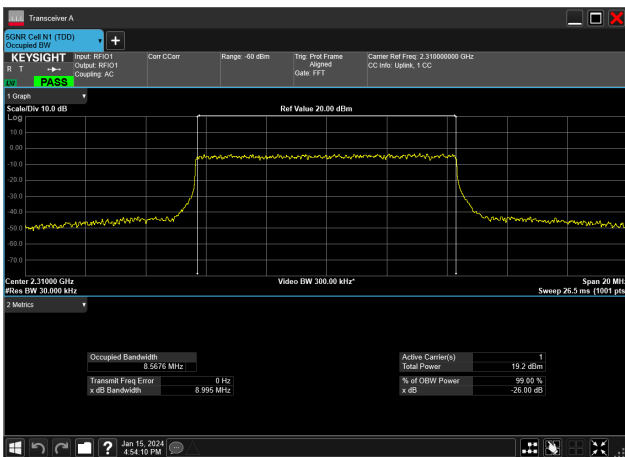 Transceiver A
5GNR Cell N1 (TDD)
Occupied BW
KEYSIGHT
R T
LV
PASS
Input: RFIO1
Output: RFIO1
Coupling: AC
Corr CCorr
Range: -60 dBm
Trig: Prot Frame
Aligned
Gate: FFT
Carrier Ref Freq: 2.310000000 GHz
CC Info: Uplink, 1 CC
1 Graph
Scale/Div 10.0 dB
Ref Value 20.00 dBm
Log
10.0
0.00
-10.0
-20.0
-30.0
-40.0
-50.0
-60.0
-70.0
Center 2.31000 GHz
Video BW 300.00 kHz*
Span 20 MHz
#Res BW 30.000 kHz
Sweep 26.5 ms (1001 pts
2 Metrics
Occupied Bandwidth
8.5676 MHz
Transmit Freq Error 0 Hz
x dB Bandwidth 8.995 MHz
Active Carrier(s) 1
Total Power 19.2 dBm
% of OBW Power 99.00 %
x dB -26.00 dB
?
Jan 15, 2024
4:54:10 PM